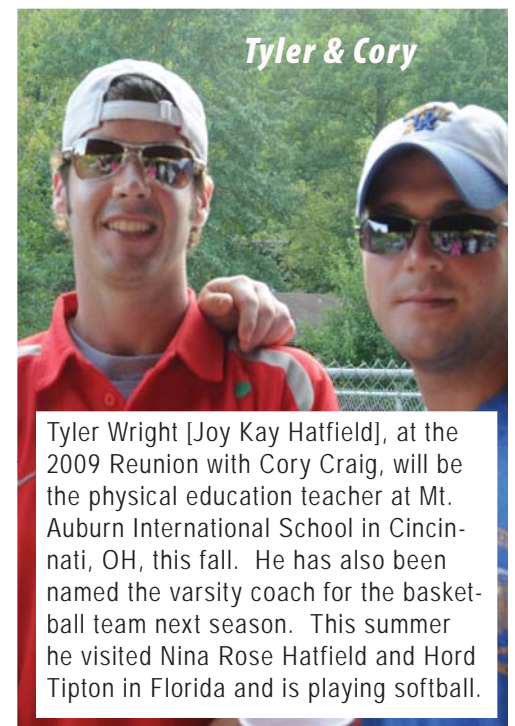 Tyler & Cory
Tyler Wright [Joy Kay Hatfield], at the
2009 Reunion with Cory Craig, will be
the physical education teacher at Mt.
Auburn International School in Cincin-
nati, OH, this fall.  He has also been
named the varsity coach for the basket-
ball team next season.  This summer
he visited Nina Rose Hatfield and Hord
Tipton in Florida and is playing softball.